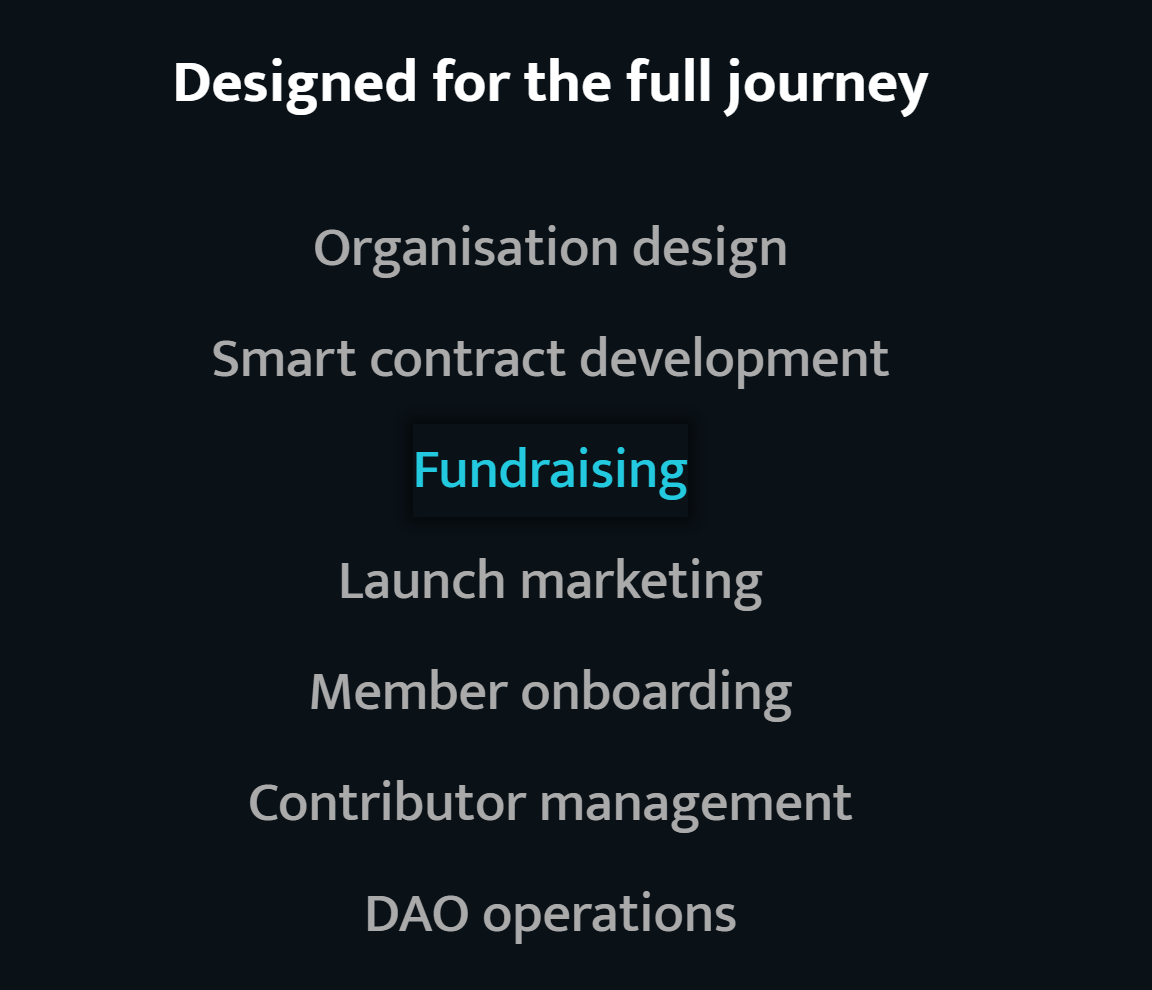 Designed for the full journey
Organisation design
Smart contract development
Fundraising
Launch marketing
Member onboarding
Contributor management
DAO operations